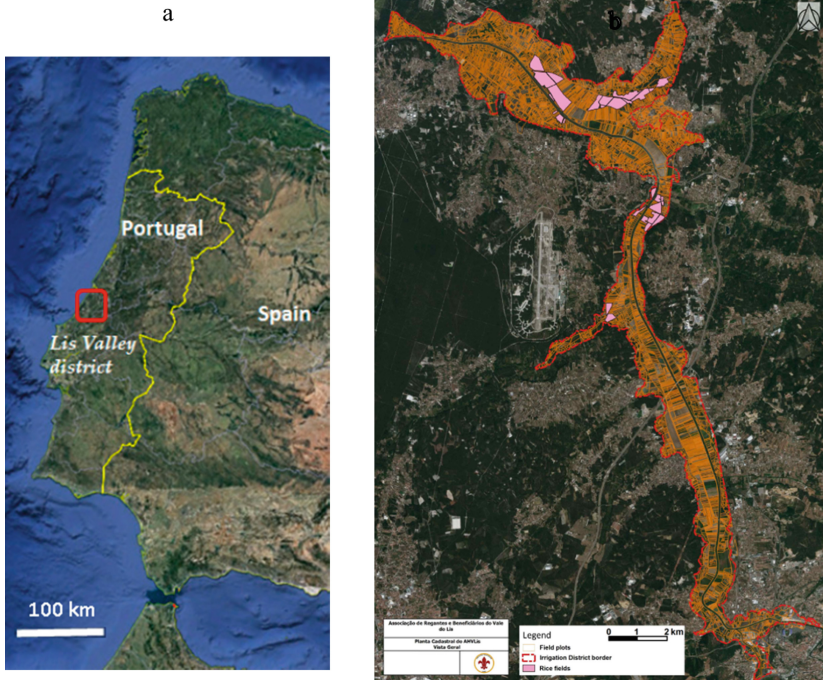 a
b
Portugal
Spain
Lis Valley
district
100 km
Associação de Regantes e Beneficiários do Vale
do Lis
Planta Cadastral do AHVLis
Vista Geral
Legend
0 1 2 km
Field plots
Irrigation District border
Rice fields